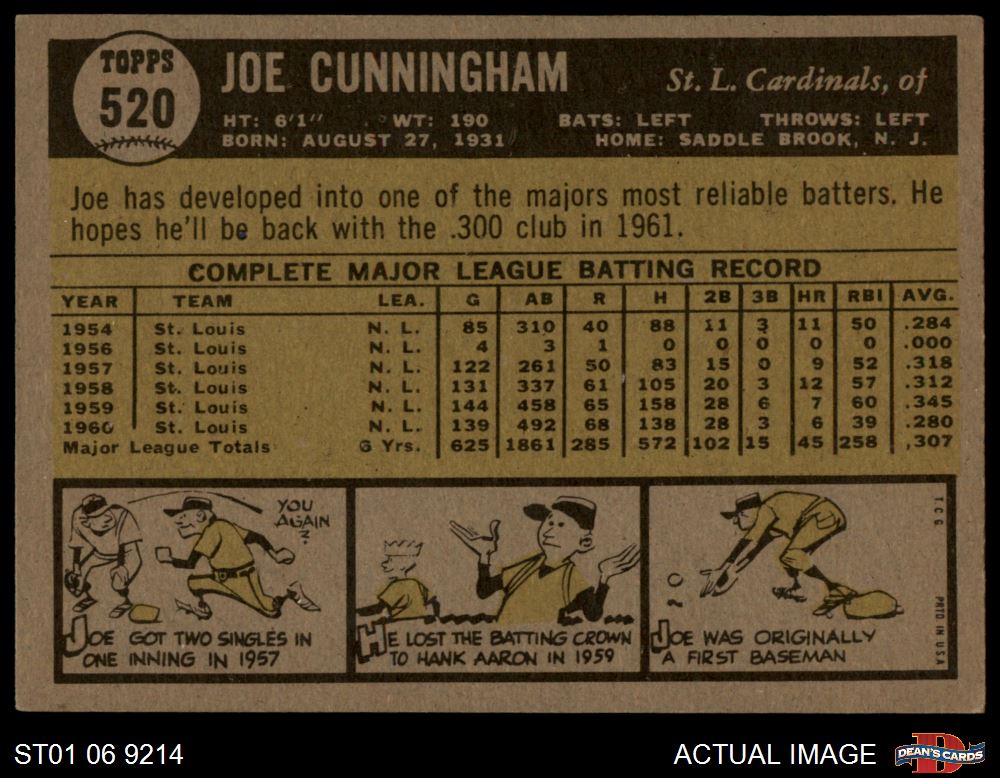 TOPPS
520
JOE CUNNINGHAM
St. L. Cardinals, of
HT: 6'1" WT: 190 BATS: LEFT THROWS: LEFT
BORN: AUGUST 27, 1931 HOME: SADDLE BROOK, N. J.
Joe has developed into one of the majors most reliable batters. He
hopes he'll be back with the .300 club in 1961.
COMPLETE MAJOR LEAGUE BATTING RECORD
YEAR TEAM LEA. G AB R H 2B 3B HR RBI AVG.
1954 St. Louis N. L. 85 310 40 88 11 3 11 50 .284
1956 St. Louis N. L. 4 3 1 0 0 0 0 0 .000
1957 St. Louis N. L. 122 261 50 83 15 0 9 52 .318
1958 St. Louis N. L. 131 337 61 105 20 3 12 57 .312
1959 St. Louis N. L. 144 458 65 158 28 6 7 60 .345
1960 St. Louis N. L. 139 492 68 138 28 3 6 39 .280
Major League Totals 6 Yrs. 625 1861 285 572 102 15 45 258 .307
YOU
AGAIN
?
JOE GOT TWO SINGLES IN
ONE INNING IN 1957
HE LOST THE BATTING CROWN
TO HANK AARON IN 1959
JOE WAS ORIGINALLY
A FIRST BASEMAN
T.C.G
PRTD IN U.S.A
ST01 06 9214
ACTUAL IMAGE
D
DEAN'S CARDS